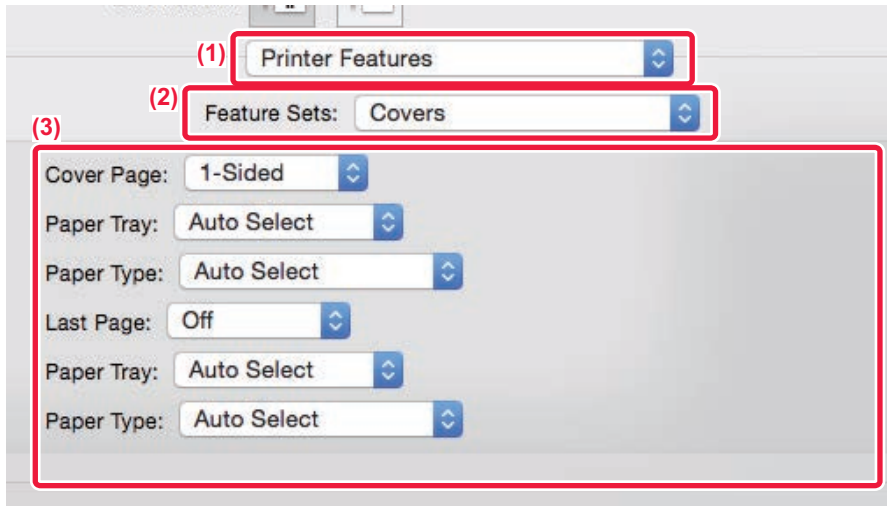 (1) Printer Features
(2) Feature Sets: Covers
(3)
Cover Page: 1-Sided
Paper Tray: Auto Select
Paper Type: Auto Select
Last Page: Off
Paper Tray: Auto Select
Paper Type: Auto Select